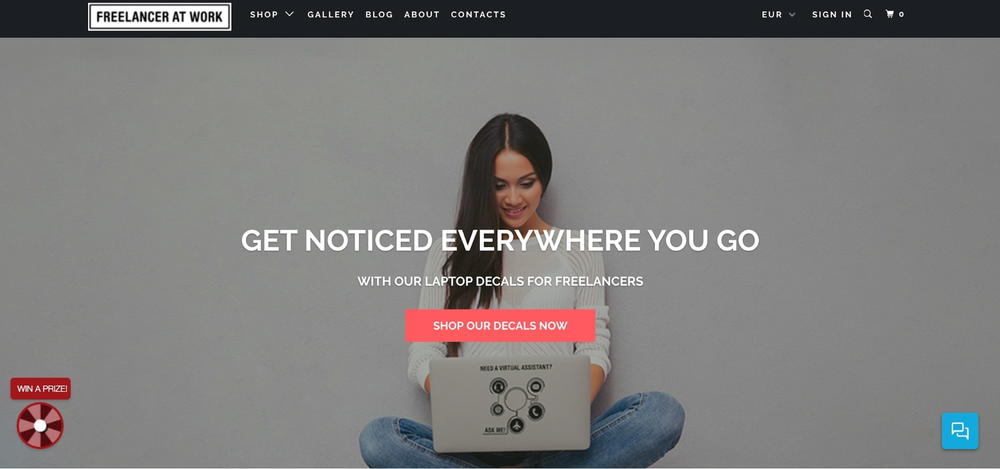 FREELANCER AT WORK
SHOP GALLERY BLOG ABOUT CONTACTS
EUR SIGN IN 0
GET NOTICED EVERYWHERE YOU GO
WITH OUR LAPTOP DECALS FOR FREELANCERS
SHOP OUR DECALS NOW
NEED A VIRTUAL ASSISTANT?
ASK ME!
WIN A PRIZE!